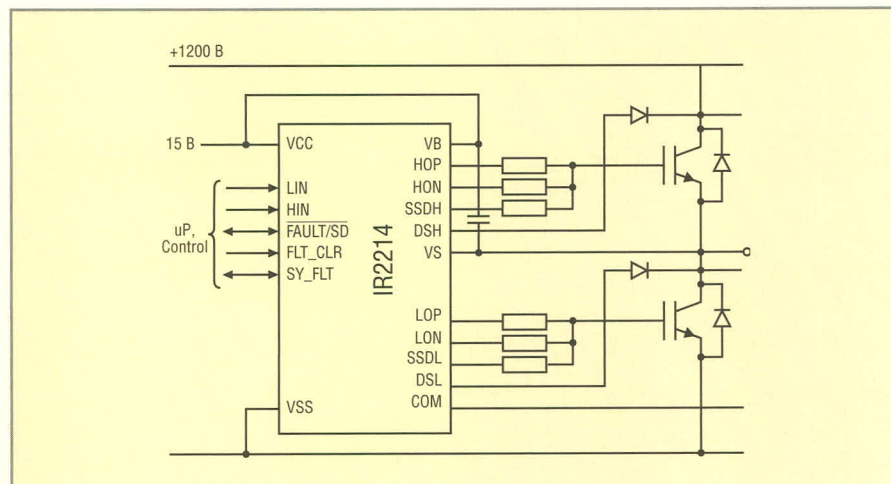 +1200 В
15 В
VCC
VB
HOP
LIN
HON
HIN
SSDH
uP,
Control
FAULT/SD
DSH
FLT_CLR
VS
SY_FLT
IR2214
LOP
LON
SSDL
DSL
VSS
COM